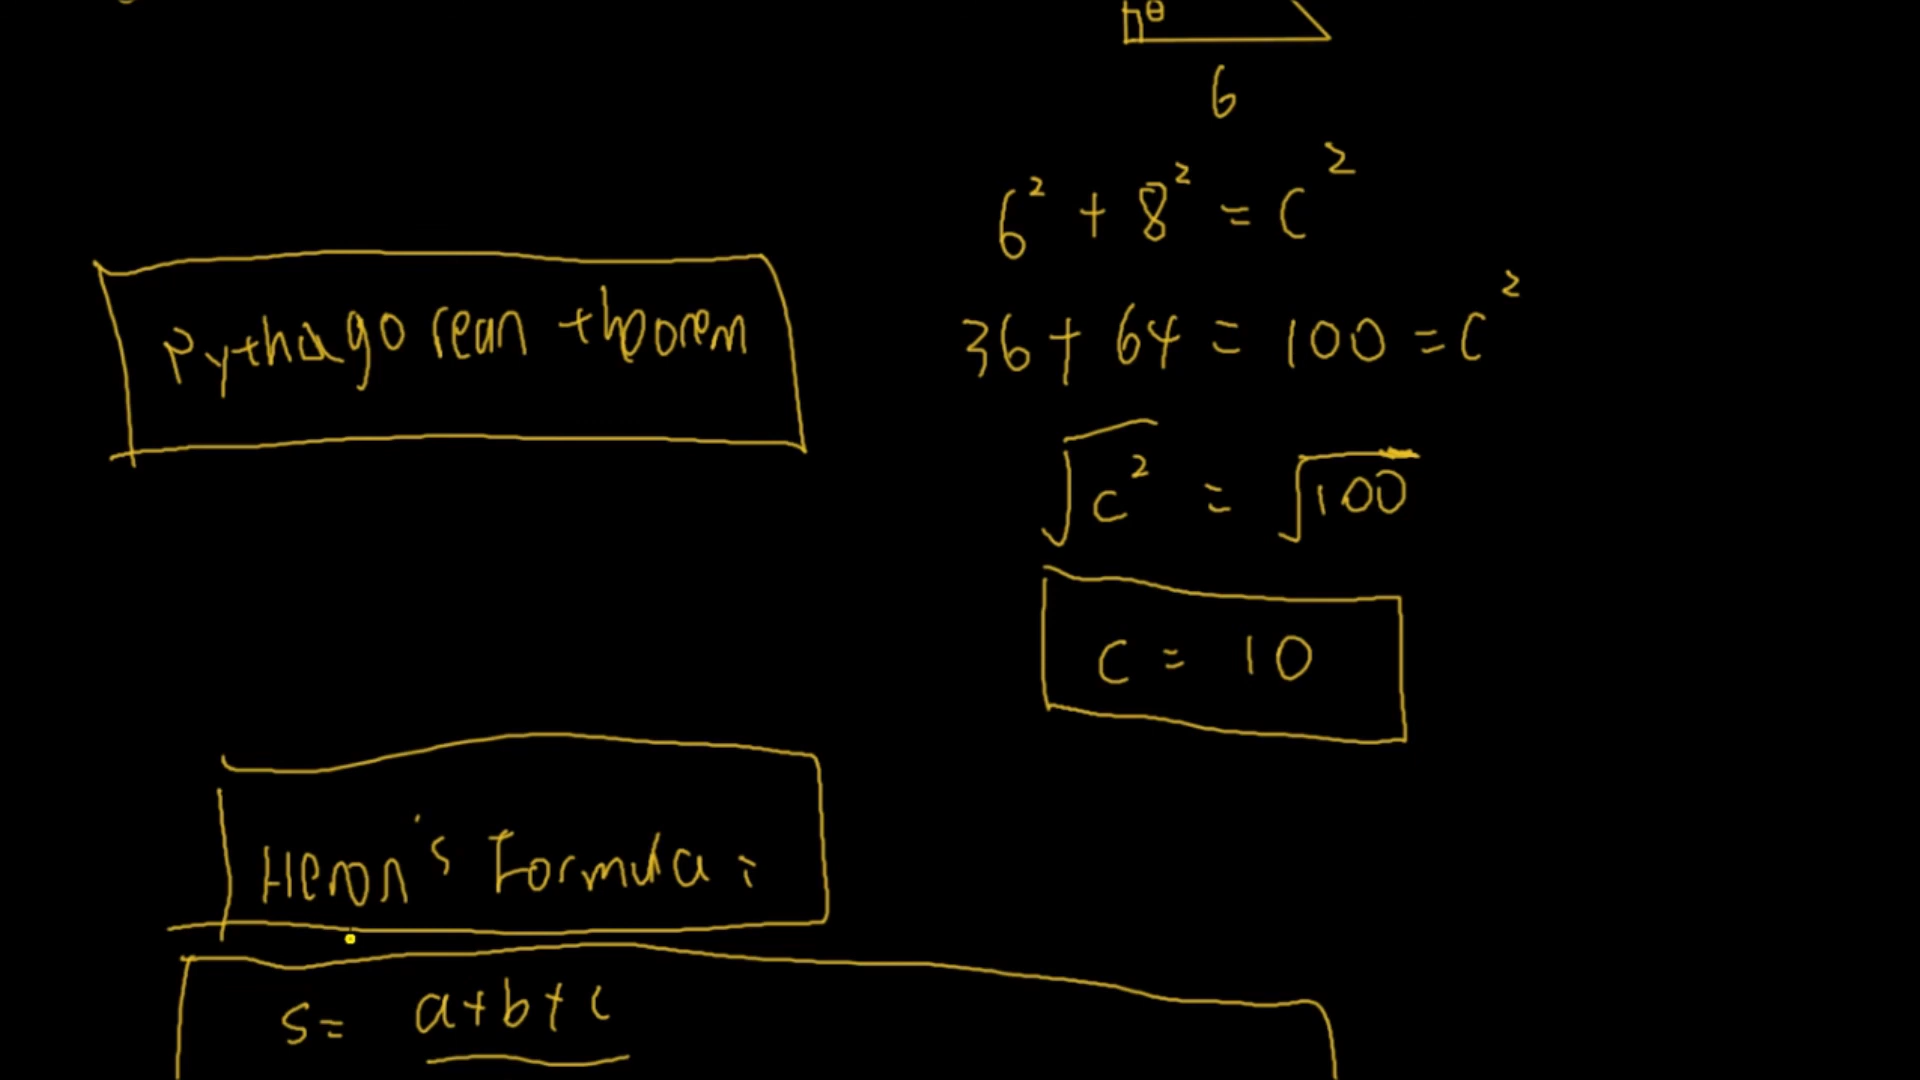 θ
6
6² + 8² = C²
Pythagorean theorem
36 + 64 = 100 = C²
√C² = √100
C = 10
Heron's Formula :
S = a+b+c